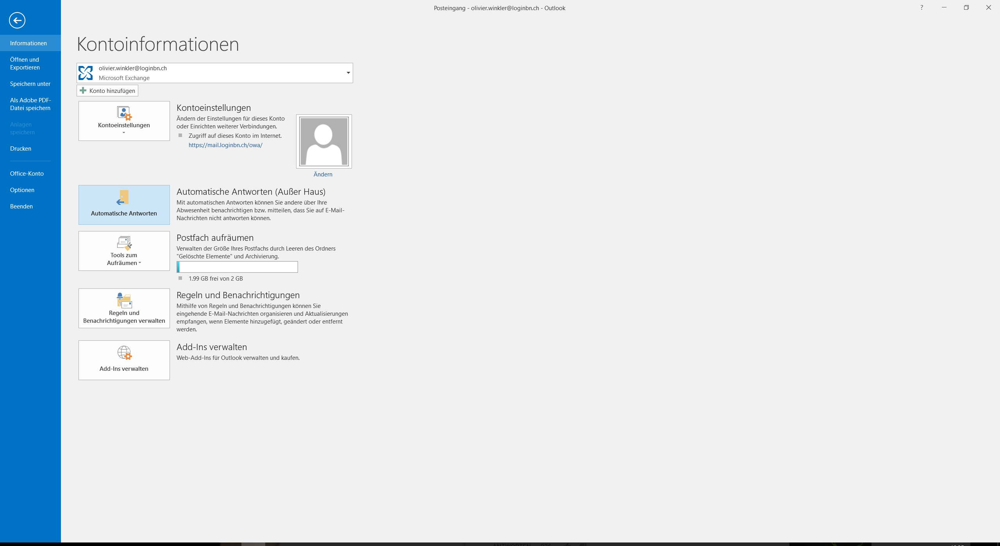 Posteingang - olivier.winkler@loginbn.ch - Outlook
?
Informationen
Öffnen und
Exportieren
Speichern unter
Als Adobe PDF-
Datei speichern
Anlagen
speichern
Drucken
Office-Konto
Optionen
Beenden
Kontoinformationen
olivier.winkler@loginbn.ch
Microsoft Exchange
Konto hinzufügen
Kontoeinstellungen
Kontoeinstellungen
Ändern der Einstellungen für dieses Konto
oder Einrichten weiterer Verbindungen.
Zugriff auf dieses Konto im Internet.
https://mail.loginbn.ch/owa/
Ändern
Automatische Antworten
Automatische Antworten (Außer Haus)
Mit automatischen Antworten können Sie andere über Ihre
Abwesenheit benachrichtigen bzw. mitteilen, dass Sie auf E-Mail-
Nachrichten nicht antworten können.
Tools zum
Aufräumen
Postfach aufräumen
Verwalten der Größe Ihres Postfachs durch Leeren des Ordners
"Gelöschte Elemente" und Archivierung.
1.99 GB frei von 2 GB
Regeln und
Benachrichtigungen verwalten
Regeln und Benachrichtigungen
Mithilfe von Regeln und Benachrichtigungen können Sie
eingehende E-Mail-Nachrichten organisieren und Aktualisierungen
empfangen, wenn Elemente hinzugefügt, geändert oder entfernt
werden.
Add-Ins verwalten
Add-Ins verwalten
Web-Add-Ins für Outlook verwalten und kaufen.